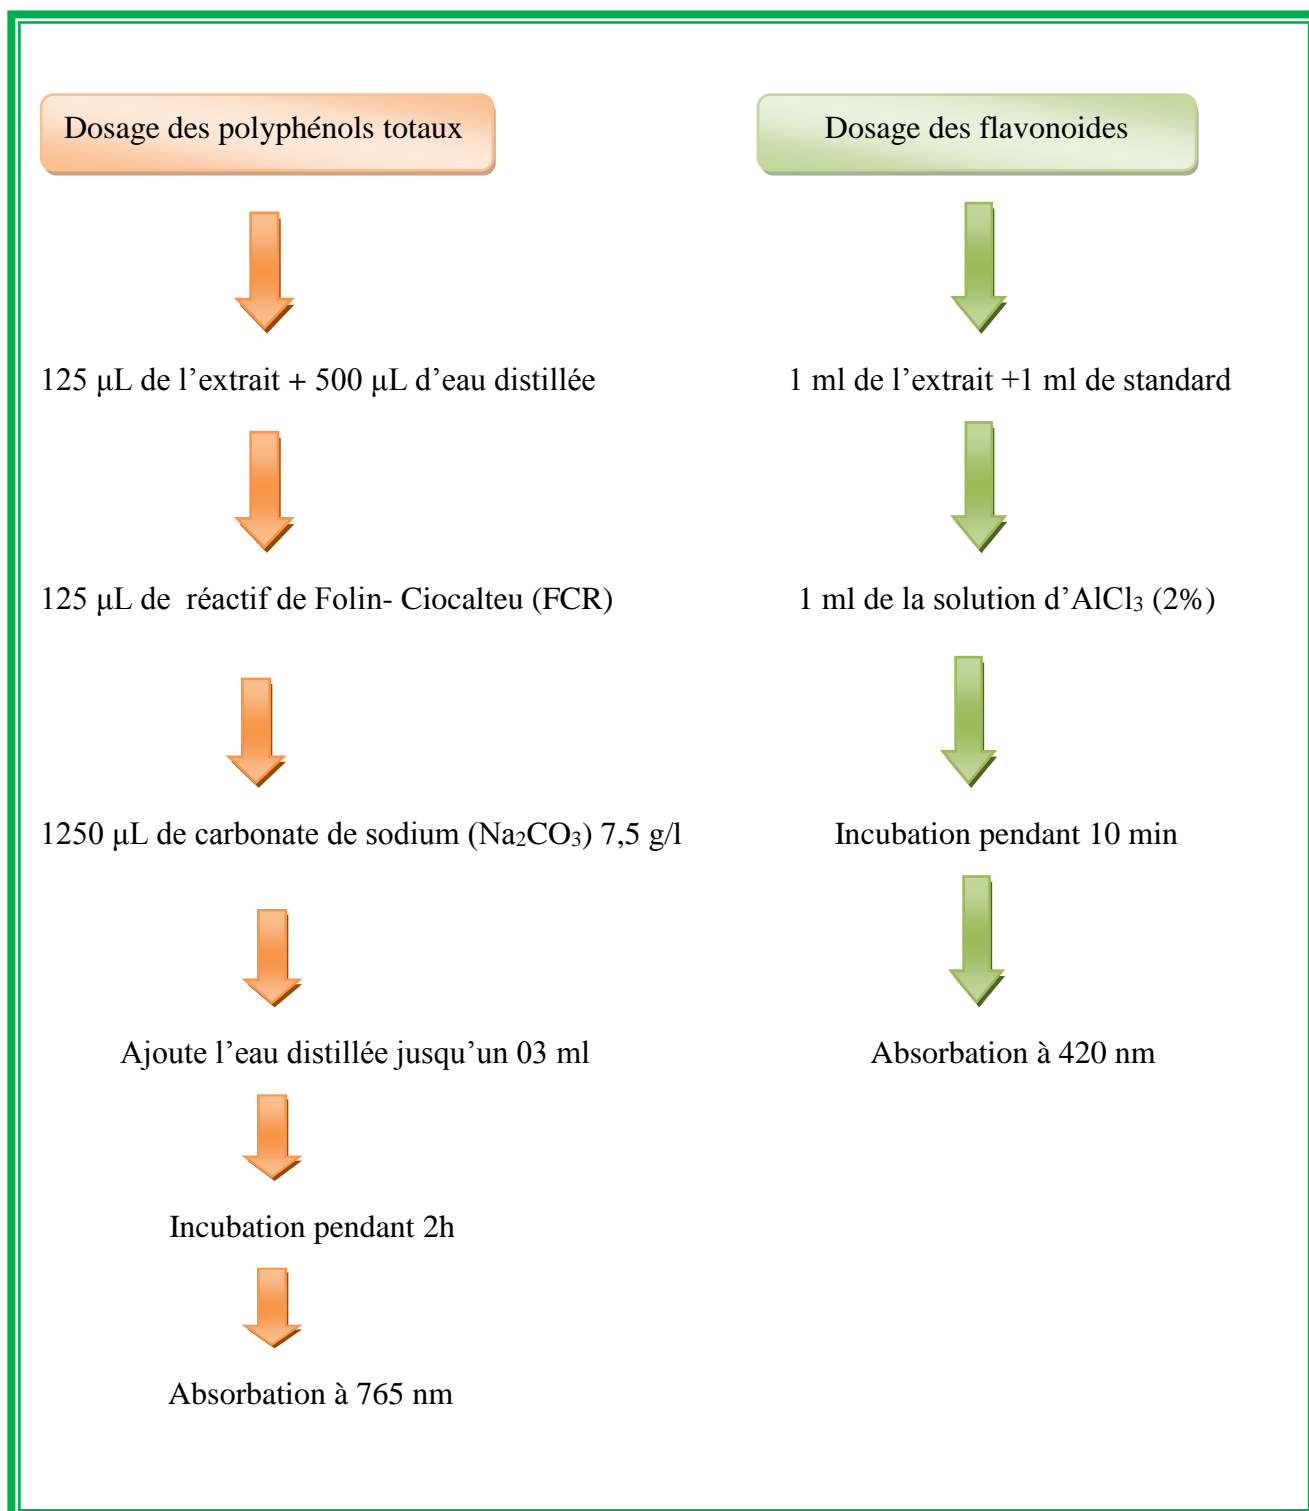 Dosage des polyphénols totaux
125 μL de l’extrait + 500 μL d’eau distillée
125 μL de réactif de Folin- Ciocalteu (FCR)
1250 μL de carbonate de sodium (Na₂CO₃) 7,5 g/l
Ajoute l’eau distillée jusqu’un 03 ml
Incubation pendant 2h
Absorbation à 765 nm
Dosage des flavonoides
1 ml de l’extrait +1 ml de standard
1 ml de la solution d’AlCl₃ (2%)
Incubation pendant 10 min
Absorbation à 420 nm